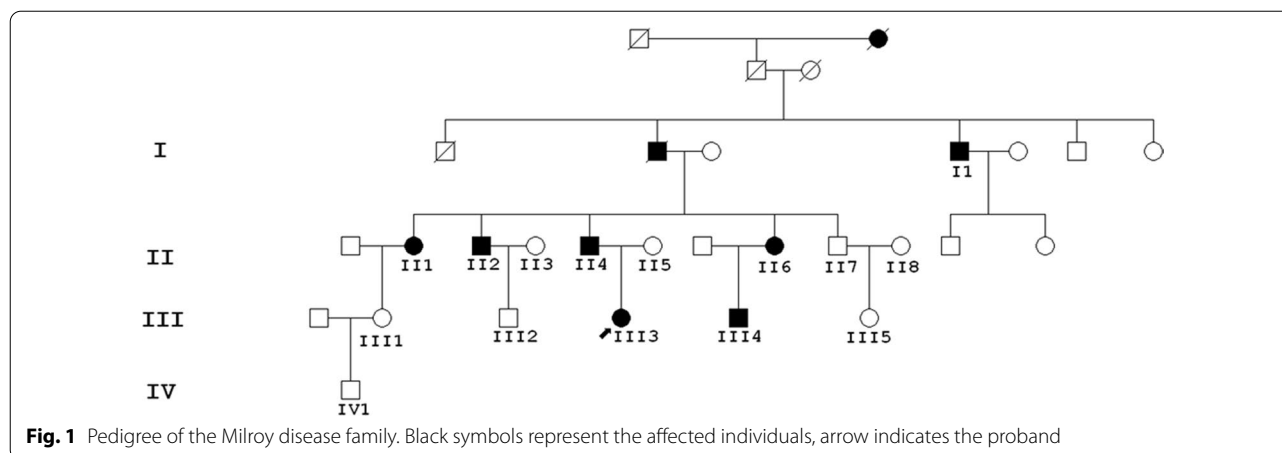 I
I1
II
II1 II2 II3 II4 II5 II6 II7 II8
III
III1 III2 III3 III4 III5
IV
IV1
Fig. 1 Pedigree of the Milroy disease family. Black symbols represent the affected individuals, arrow indicates the proband